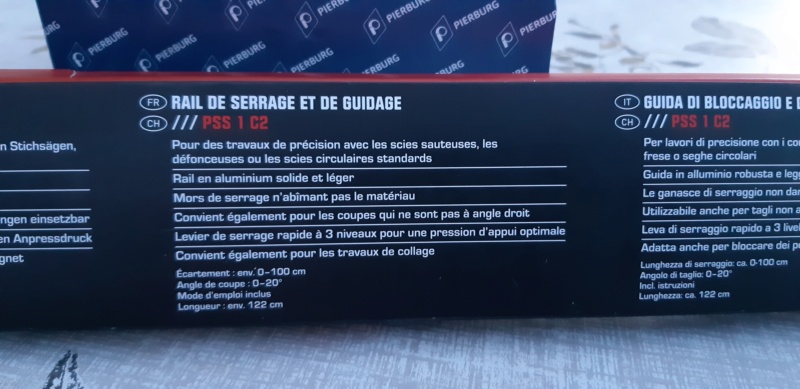 PIERBURG
PIERBURG
PIERBURG
PIERBURG
PIERBURG
PIERBURG
PIERBURG
PIERBURG
n Stichsägen,
ngen einsetzbar
en Anpressdruck
gnet
FR RAIL DE SERRAGE ET DE GUIDAGE
CH /// PSS 1 C2
Pour des travaux de précision avec les scies sauteuses, les
défonceuses ou les scies circulaires standards
Rail en aluminium solide et léger
Mors de serrage n'abîmant pas le matériau
Convient également pour les coupes qui ne sont pas à angle droit
Levier de serrage rapide à 3 niveaux pour une pression d'appui optimale
Convient également pour les travaux de collage
Écartement : env. 0–100 cm
Angle de coupe : 0–20°
Mode d'emploi inclus
Longueur : env. 122 cm
IT GUIDA DI BLOCCAGGIO E D
CH /// PSS 1 C2
Per lavori di precisione con i co
frese o seghe circolari
Guida in alluminio robusta e legg
Le ganasce di serraggio non dan
Utilizzabile anche per tagli non a
Leva di serraggio rapido a 3 livel
Adatta anche per bloccare dei pe
Lunghezza di serraggio: ca. 0-100 cm
Angolo di taglio: 0–20°
Incl. istruzioni
Lunghezza: ca. 122 cm